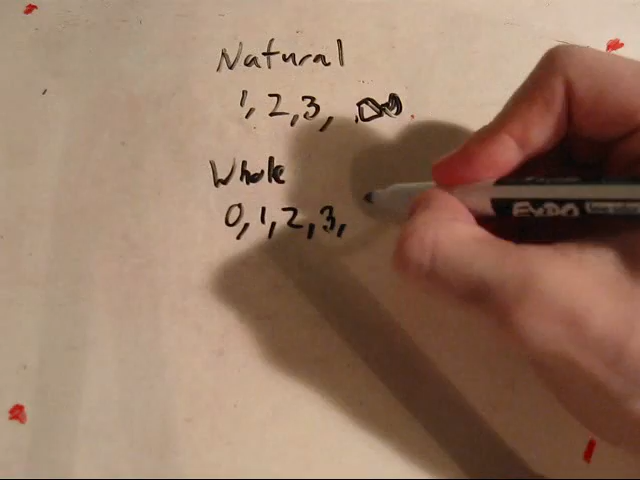 Natural
1, 2, 3, ..∞.
Whole
0, 1, 2, 3,
EXPO